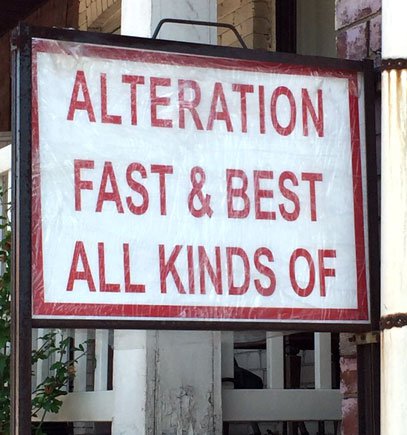 ALTERATION
FAST & BEST
ALL KINDS OF